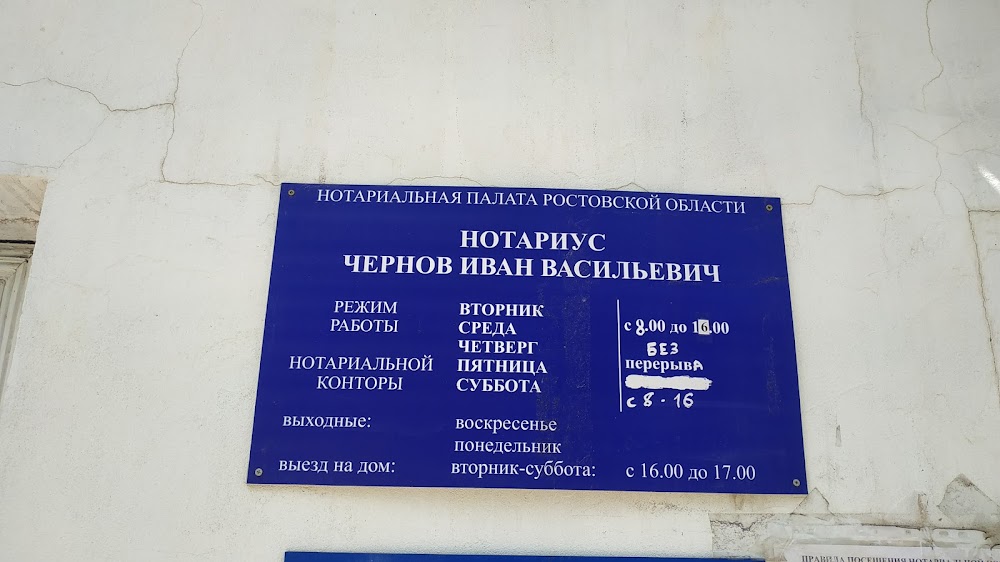 НОТАРИАЛЬНАЯ ПАЛАТА РОСТОВСКОЙ ОБЛАСТИ
НОТАРИУС
ЧЕРНОВ ИВАН ВАСИЛЬЕВИЧ
РЕЖИМ
РАБОТЫ
НОТАРИАЛЬНОЙ
КОНТОРЫ
ВТОРНИК
СРЕДА
ЧЕТВЕРГ
ПЯТНИЦА
СУББОТА
с 8.00 до 16.00
БЕЗ
перерывА
с 8 - 16
выходные: воскресенье
понедельник
выезд на дом: вторник-суббота: с 16.00 до 17.00
ПРАВИЛА ПОСЕЩЕНИЯ